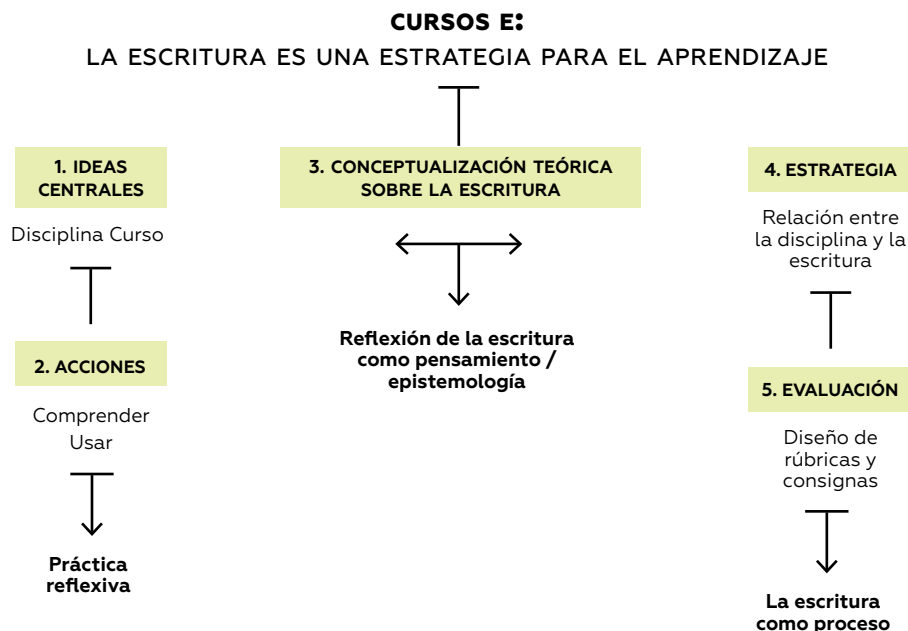 CURSOS E:
LA ESCRITURA ES UNA ESTRATEGIA PARA EL APRENDIZAJE
1. IDEAS
CENTRALES
Disciplina Curso
2. ACCIONES
Comprender
Usar
Práctica
reflexiva
3. CONCEPTUALIZACIÓN TEÓRICA
SOBRE LA ESCRITURA
Reflexión de la escritura
como pensamiento /
epistemología
4. ESTRATEGIA
Relación entre
la disciplina y la
escritura
5. EVALUACIÓN
Diseño de
rúbricas y
consignas
La escritura
como proceso